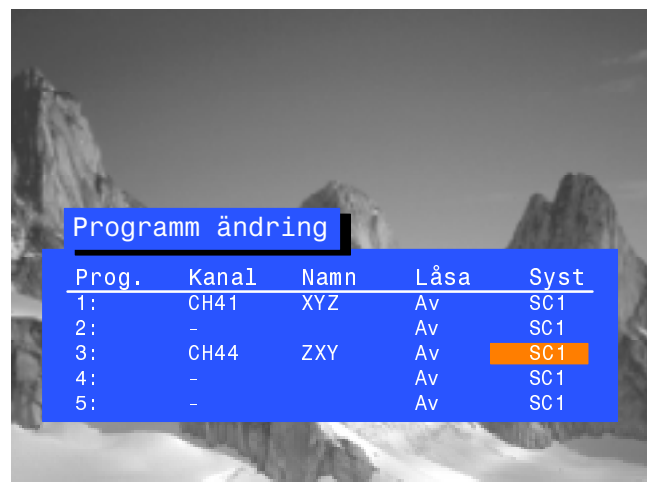 Programm ändring
Prog. Kanal Namn Låsa Syst
1: CH41 XYZ Av SC1
2: - Av SC1
3: CH44 ZXY Av SC1
4: - Av SC1
5: - Av SC1